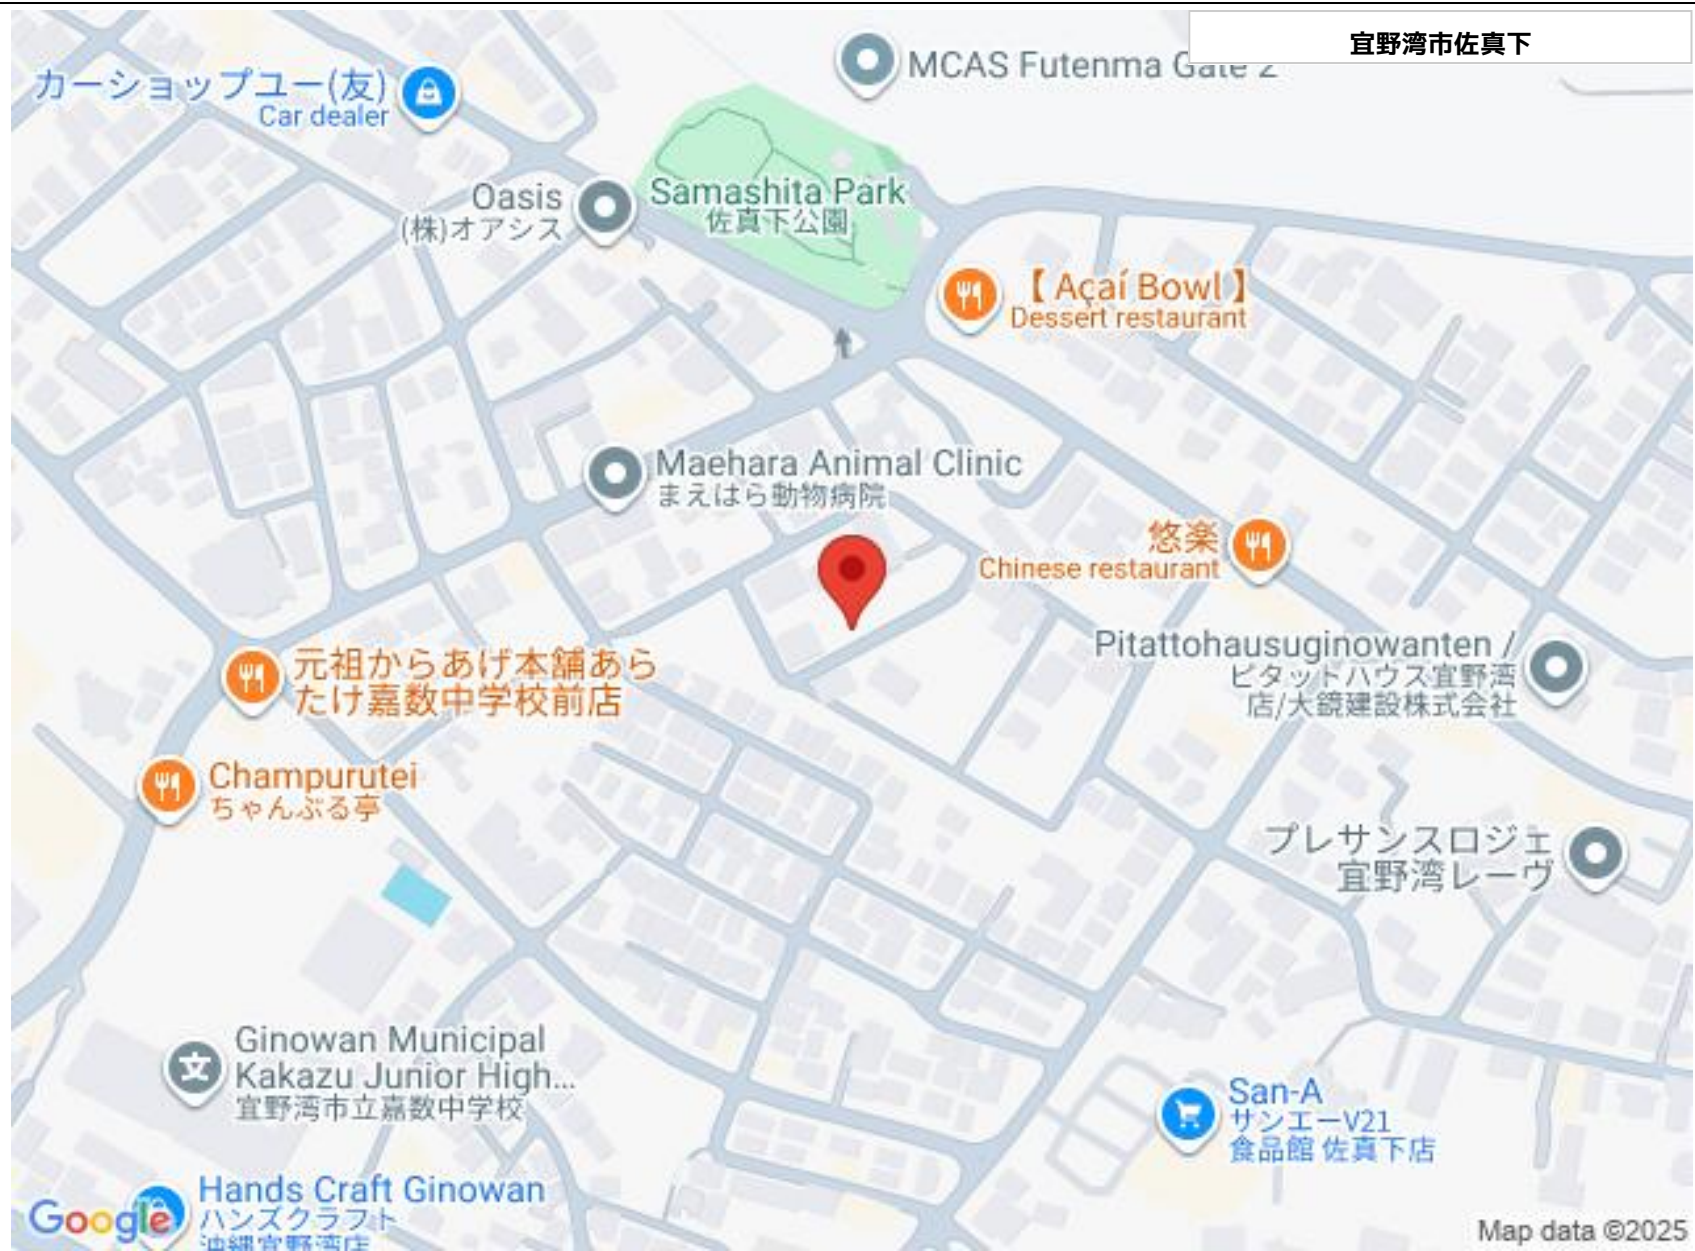 宜野湾市佐真下
MCAS Futenma Gate 2
カーショップユー(友)
Car dealer
Oasis
(株)オアシス
Samashita Park
佐真下公園
【 Açaí Bowl 】
Dessert restaurant
Maehara Animal Clinic
まえはら動物病院
悠楽
Chinese restaurant
元祖からあげ本舗あら
たけ嘉数中学校前店
Pitattohausuginowanten /
ピタットハウス宜野湾
店/大鏡建設株式会社
Champurutei
ちゃんぷる亭
プレサンスロジェ
宜野湾レーヴ
Ginowan Municipal
Kakazu Junior High...
宜野湾市立嘉数中学校
San-A
サンエーV21
食品館 佐真下店
Hands Craft Ginowan
ハンズクラフト
沖縄宜野湾店
Google
Map data ©2025